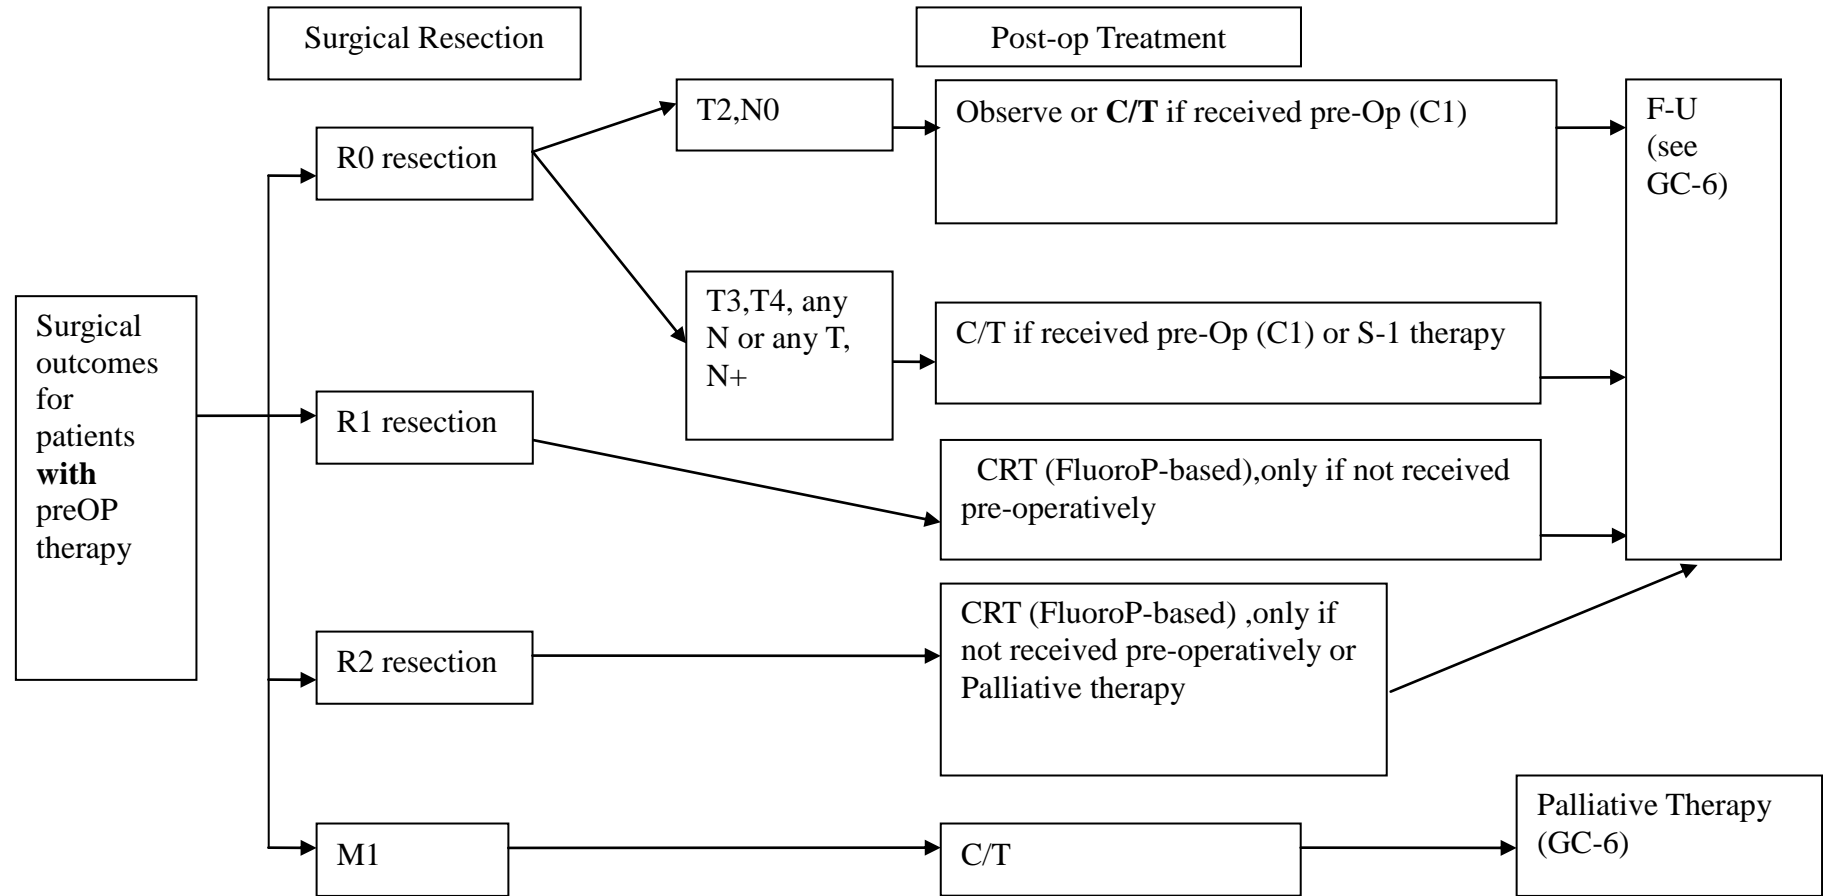 Surgical Resection
Post-op Treatment
Surgical
outcomes
for
patients
with
preOP
therapy
R0 resection
T2,N0
Observe or C/T if received pre-Op (C1)
F-U
(see
GC-6)
T3,T4, any
N or any T,
N+
C/T if received pre-Op (C1) or S-1 therapy
R1 resection
CRT (FluoroP-based),only if not received
pre-operatively
R2 resection
CRT (FluoroP-based) ,only if
not received pre-operatively or
Palliative therapy
M1
C/T
Palliative Therapy
(GC-6)